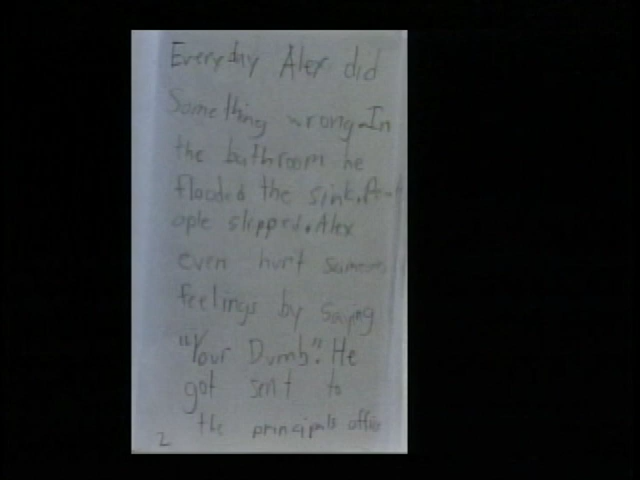 Everyday Alex did
Something wrong. In
the bathroom he
flooded the sink. Pe
ople slipped. Alex
even hurt someones
feelings by saying
"Your Dumb". He
got sent to
the principals office
2